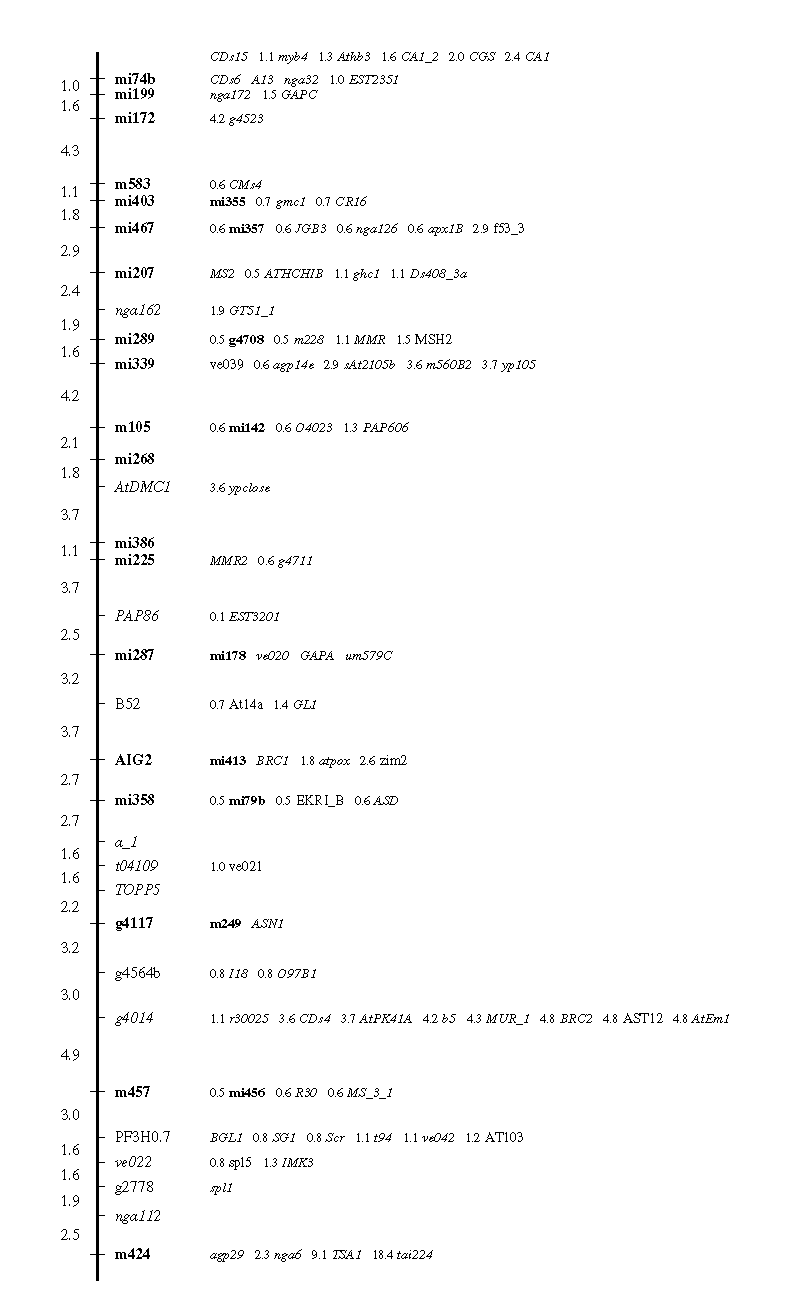 CDs15 1.1 myb4 1.3 Athb3 1.6 CA1_2 2.0 CGS 2.4 CA1
mi74b CDs6 A13 nga32 1.0 EST2351
1.0
mi199 nga172 1.5 GAPC
1.6
mi172 4.2 g4523
4.3
m583 0.6 CMs4
1.1
mi403 mi355 0.7 gmc1 0.7 CR16
1.8
mi467 0.6 mi357 0.6 JGB3 0.6 nga126 0.6 apx1B 2.9 f53_3
2.9
mi207 MS2 0.5 ATHCHIB 1.1 ghc1 1.1 Ds408_3a
2.4
nga162 1.9 GT51_1
1.9
mi289 0.5 g4708 0.5 m228 1.1 MMR 1.5 MSH2
1.6
mi339 ve039 0.6 agp14e 2.9 sAt2105b 3.6 m560B2 3.7 yp105
4.2
m105 0.6 mi142 0.6 O4023 1.3 PAP606
2.1
mi268
1.8
AtDMC1 3.6 ypclose
3.7
mi386
1.1
mi225 MMR2 0.6 g4711
3.7
PAP86 0.1 EST3201
2.5
mi287 mi178 ve020 GAPA um579C
3.2
B52 0.7 At14a 1.4 GL1
3.7
AIG2 mi413 BRC1 1.8 atpox 2.6 zim2
2.7
mi358 0.5 mi79b 0.5 EKRI_B 0.6 ASD
2.7
a_1
1.6
t04109 1.0 ve021
1.6
TOPP5
2.2
g4117 m249 ASN1
3.2
g4564b 0.8 I18 0.8 O97B1
3.0
g4014 1.1 r30025 3.6 CDs4 3.7 AtPK41A 4.2 b5 4.3 MUR_1 4.8 BRC2 4.8 AST12 4.8 AtEm1
4.9
m457 0.5 mi456 0.6 R30 0.6 MS_3_1
3.0
PF3H0.7 BGL1 0.8 SG1 0.8 Scr 1.1 t94 1.1 ve042 1.2 AT103
1.6
ve022 0.8 spl5 1.3 IMK3
1.6
g2778 spl1
1.9
nga112
2.5
m424 agp29 2.3 nga6 9.1 TSA1 18.4 tai224